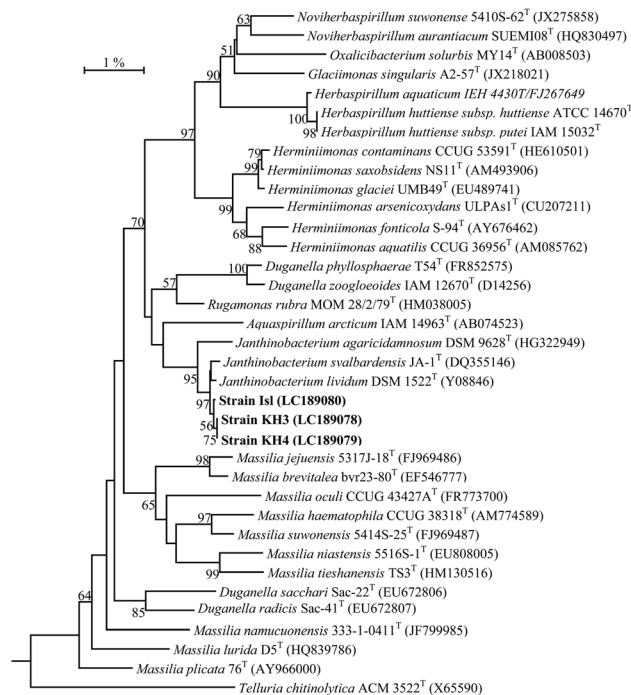 Noviherbaspirillum suwonense 5410S-62T (JX275858)
63
Noviherbaspirillum aurantiacum SUEMI08T (HQ830497)
51
Oxalicibacterium solurbis MY14T (AB008503)
1 %
90
Glaciimonas singularis A2-57T (JX218021)
Herbaspirillum aquaticum IEH 4430T/FJ267649
Herbaspirillum huttiense subsp. huttiense ATCC 14670T
100
98
Herbaspirillum huttiense subsp. putei IAM 15032T
97
79
Herminiimonas contaminans CCUG 53591T (HE610501)
99
Herminiimonas saxobsidens NS11T (AM493906)
Herminiimonas glaciei UMB49T (EU489741)
99
Herminiimonas arsenicoxydans ULPAs1T (CU207211)
70
68
Herminiimonas fonticola S-94T (AY676462)
88
Herminiimonas aquatilis CCUG 36956T (AM085762)
100
Duganella phyllosphaerae T54T (FR852575)
57
Duganella zoogloeoides IAM 12670T (D14256)
Rugamonas rubra MOM 28/2/79T (HM038005)
Aquaspirillum arcticum IAM 14963T (AB074523)
Janthinobacterium agaricidamnosum DSM 9628T (HG322949)
Janthinobacterium svalbardensis JA-1T (DQ355146)
95
Janthinobacterium lividum DSM 1522T (Y08846)
97
Strain Isl (LC189080)
56
Strain KH3 (LC189078)
75
Strain KH4 (LC189079)
98
Massilia jejuensis 5317J-18T (FJ969486)
Massilia brevitalea byr23-80T (EF546777)
65
Massilia oculi CCUG 43427AT (FR773700)
97
Massilia haematophila CCUG 38318T (AM774589)
Massilia suwonensis 5414S-25T (FJ969487)
Massilia niastensis 5516S-1T (EU808005)
99
Massilia tieshanensis TS3T (HM130516)
64
Duganella sacchari Sac-22T (EU672806)
85
Duganella radicis Sac-41T (EU672807)
Massilia namucuonensis 333-1-0411T (JF799985)
Massilia lurida D5T (HQ839786)
Massilia plicata 76T (AY966000)
Telluria chitinolytica ACM 3522T (X65590)